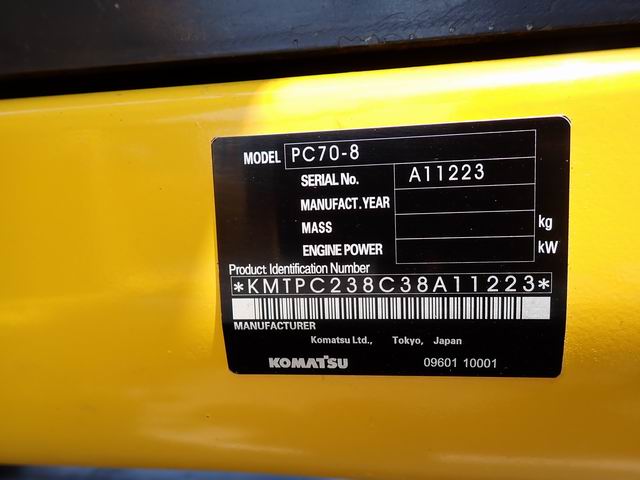 MODEL PC70-8
SERIAL No. A11223
MANUFACT.YEAR
MASS kg
ENGINE POWER kW
Product Identification Number
*KMTPC238C38A11223*
MANUFACTURER
Komatsu Ltd., Tokyo, Japan
KOMATSU 09601 10001